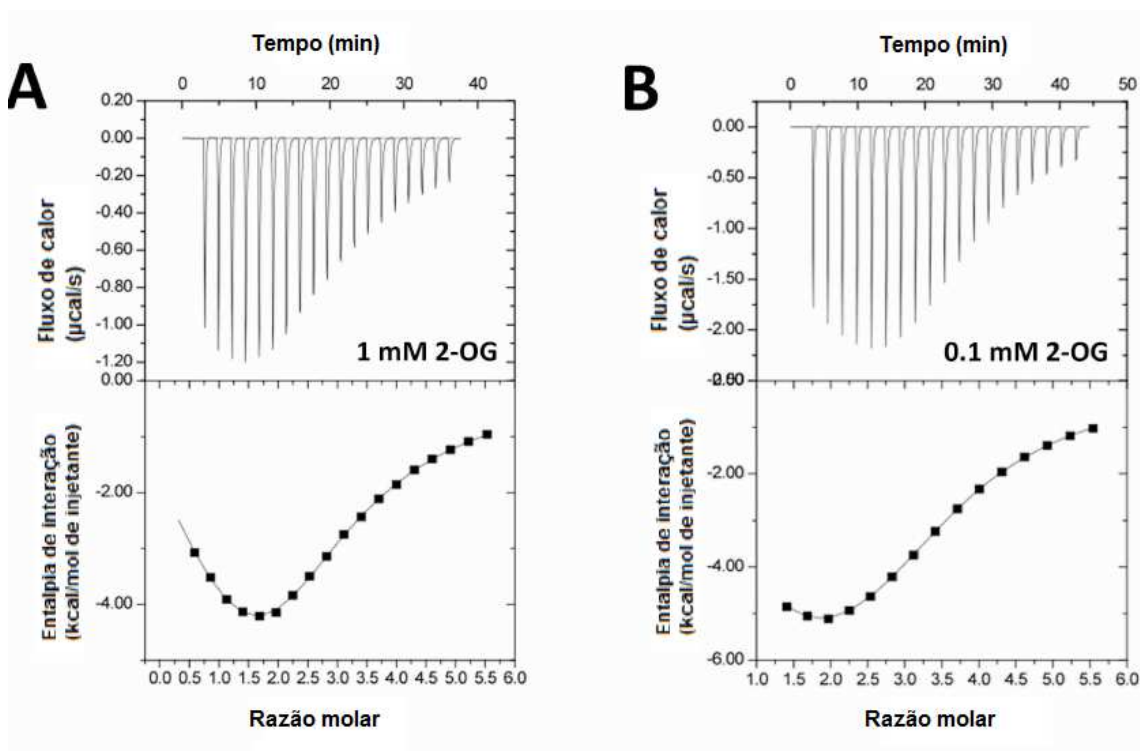 A
Tempo (min)
0 10 20 30 40
0.20
0.00
-0.20
-0.40
-0.60
-0.80
-1.00
-1.20
0.00
Fluxo de calor
(µcal/s)
1 mM 2-OG
-2.00
-4.00
Entalpia de interação
(kcal/mol de injetante)
0.0 0.5 1.0 1.5 2.0 2.5 3.0 3.5 4.0 4.5 5.0 5.5 6.0
Razão molar
B
Tempo (min)
0 10 20 30 40 50
0.00
-0.50
-1.00
-1.50
-2.00
Fluxo de calor
(µcal/s)
0.1 mM 2-OG
-2.00
-4.00
-6.00
Entalpia de interação
(kcal/mol de injetante)
1.0 1.5 2.0 2.5 3.0 3.5 4.0 4.5 5.0 5.5 6.0
Razão molar